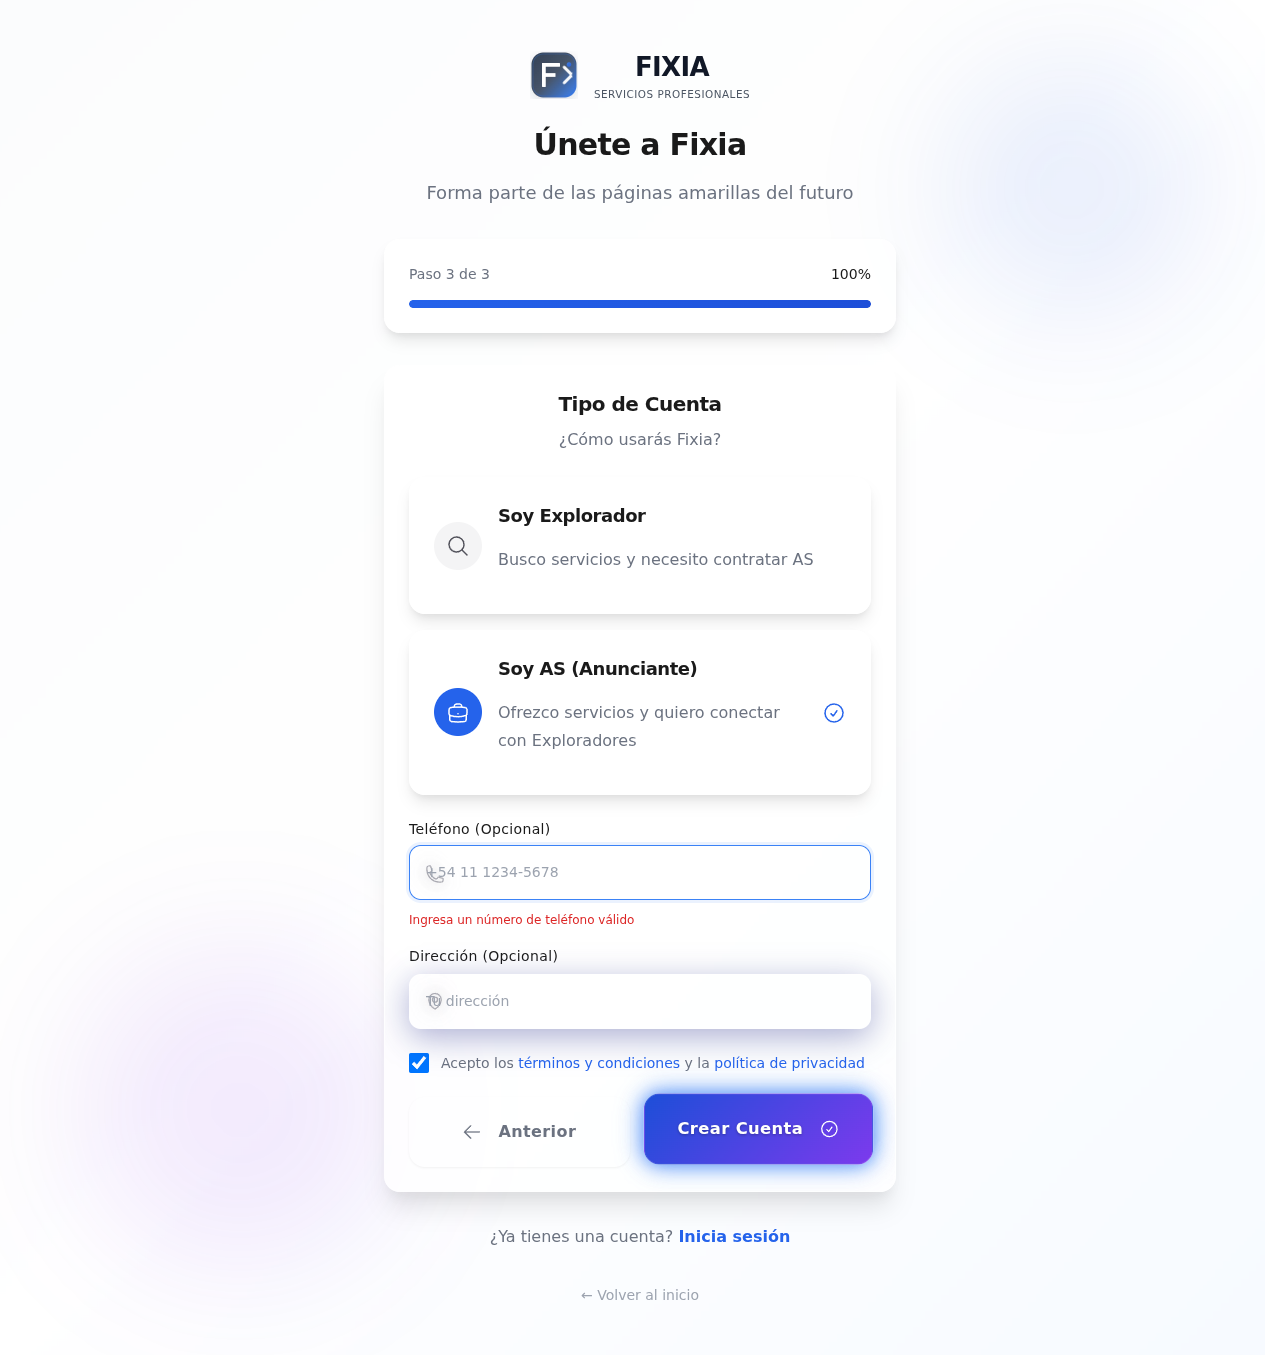 FIXIA
SERVICIOS PROFESIONALES
Únete a Fixia
Forma parte de las páginas amarillas del futuro
Paso 3 de 3
100%
Tipo de Cuenta
¿Cómo usarás Fixia?
Soy Explorador
Busco servicios y necesito contratar AS
Soy AS (Anunciante)
Ofrezco servicios y quiero conectar
con Exploradores
Teléfono (Opcional)
+54 11 1234-5678
Ingresa un número de teléfono válido
Dirección (Opcional)
Tu dirección
Acepto los términos y condiciones y la política de privacidad
Anterior
Crear Cuenta
¿Ya tienes una cuenta? Inicia sesión
← Volver al inicio